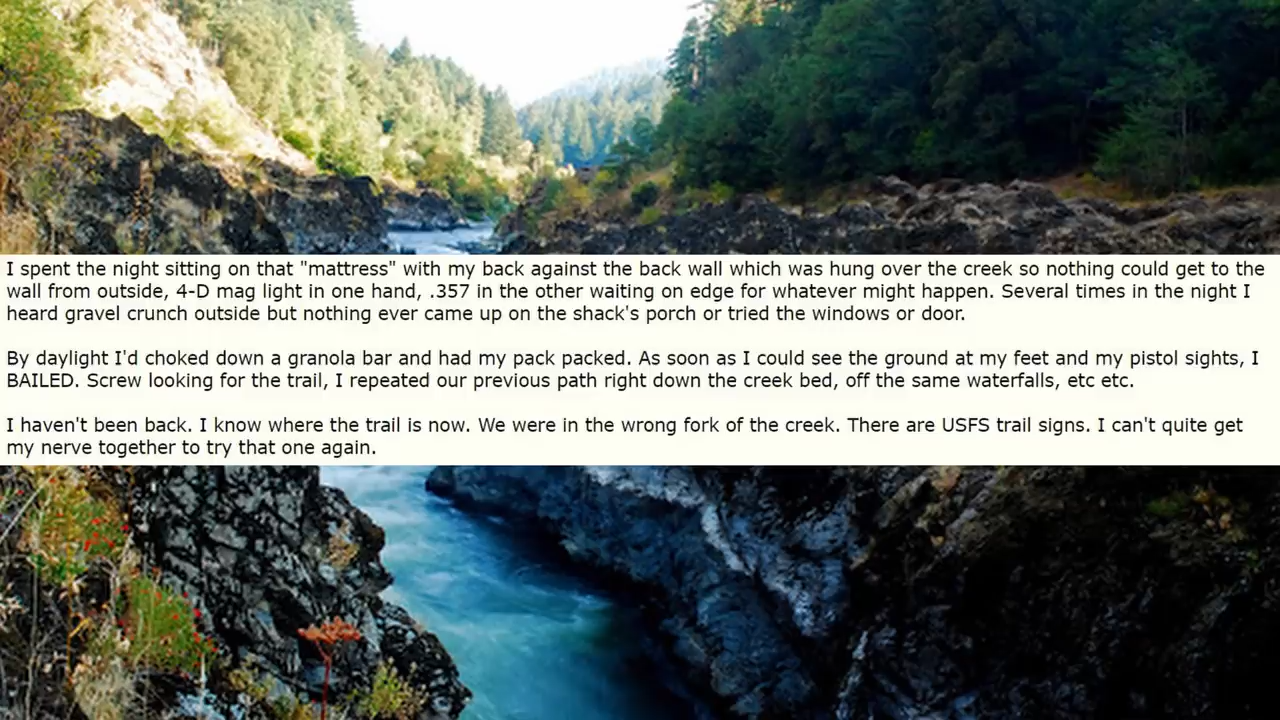 I spent the night sitting on that "mattress" with my back against the back wall which was hung over the creek so nothing could get to the
wall from outside, 4-D mag light in one hand, .357 in the other waiting on edge for whatever might happen. Several times in the night I
heard gravel crunch outside but nothing ever came up on the shack's porch or tried the windows or door.
By daylight I'd choked down a granola bar and had my pack packed. As soon as I could see the ground at my feet and my pistol sights, I
BAILED. Screw looking for the trail, I repeated our previous path right down the creek bed, off the same waterfalls, etc etc.
I haven't been back. I know where the trail is now. We were in the wrong fork of the creek. There are USFS trail signs. I can't quite get
my nerve together to try that one again.